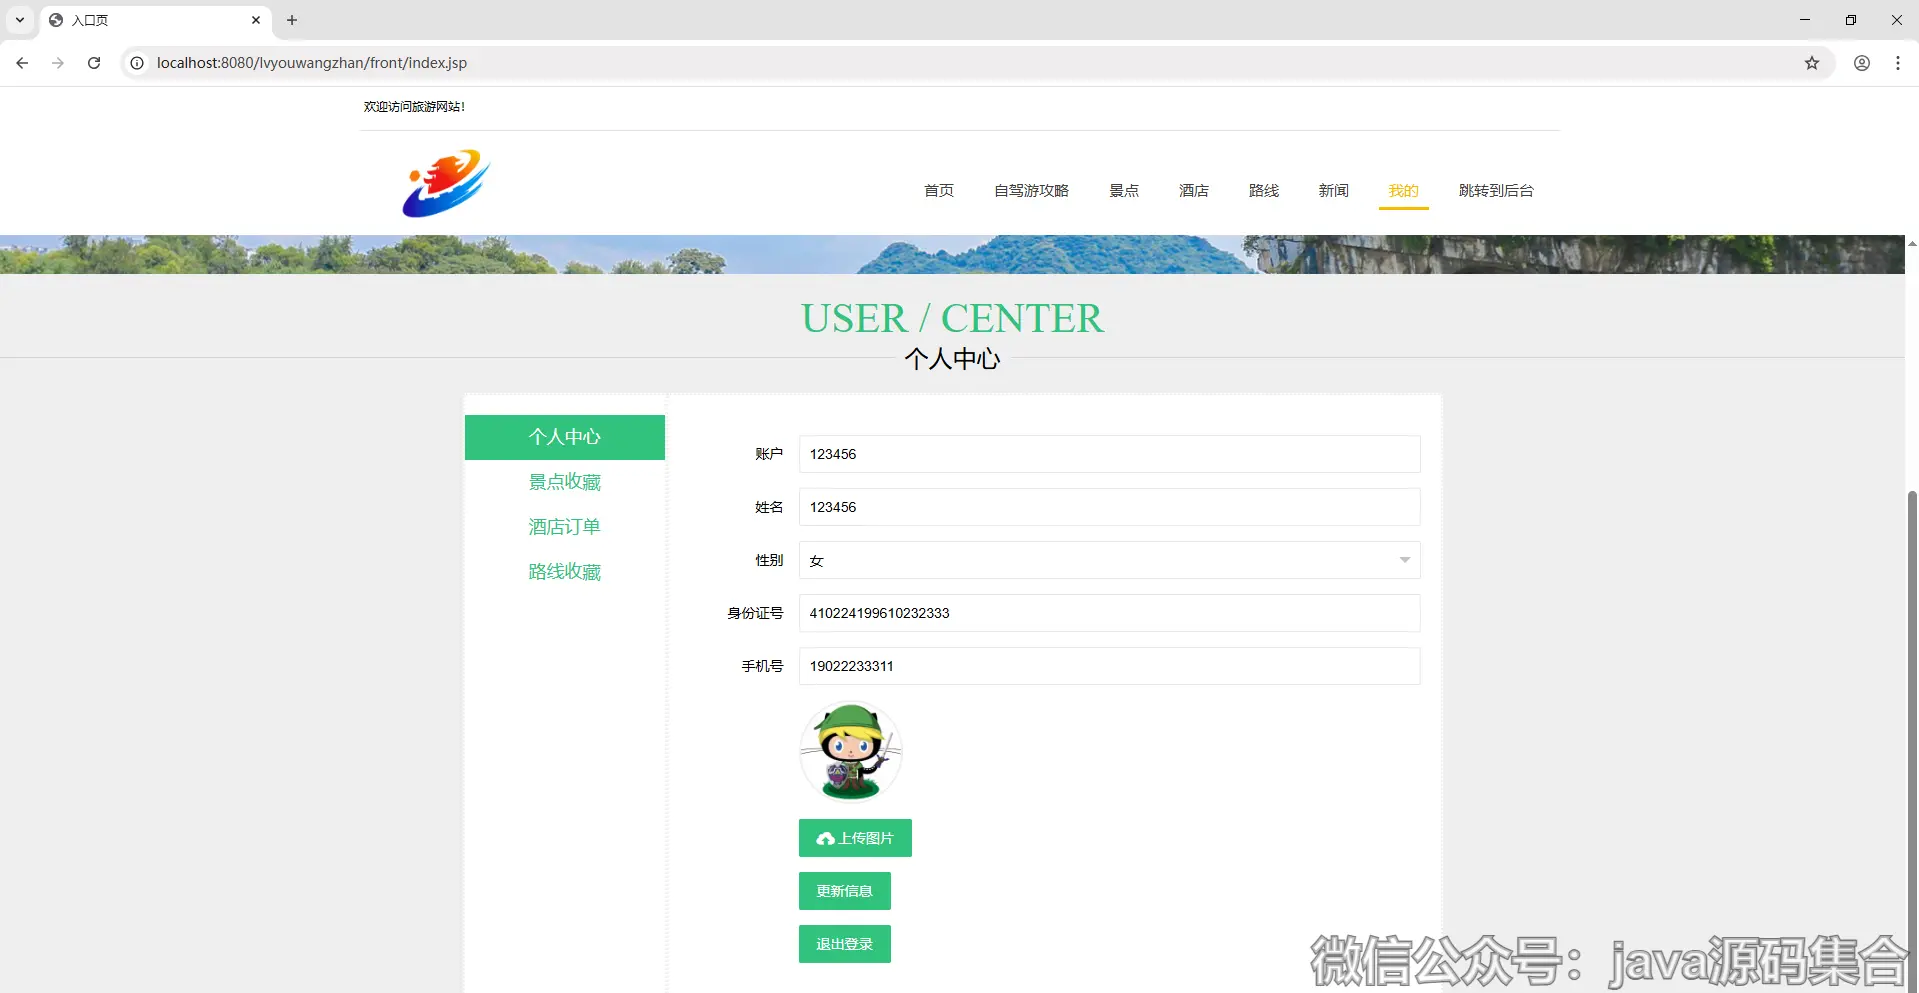 入口页
localhost:8080/lvyouwangzhan/front/index.jsp
欢迎访问旅游网站!
首页 自驾游攻略 景点 酒店 路线 新闻 我的 跳转到后台
USER / CENTER
个人中心
个人中心
景点收藏
酒店订单
路线收藏
账户 123456
姓名 123456
性别 女
身份证号 410224199610232333
手机号 19022233311
上传图片
更新信息
退出登录
微信公众号：java源码集合